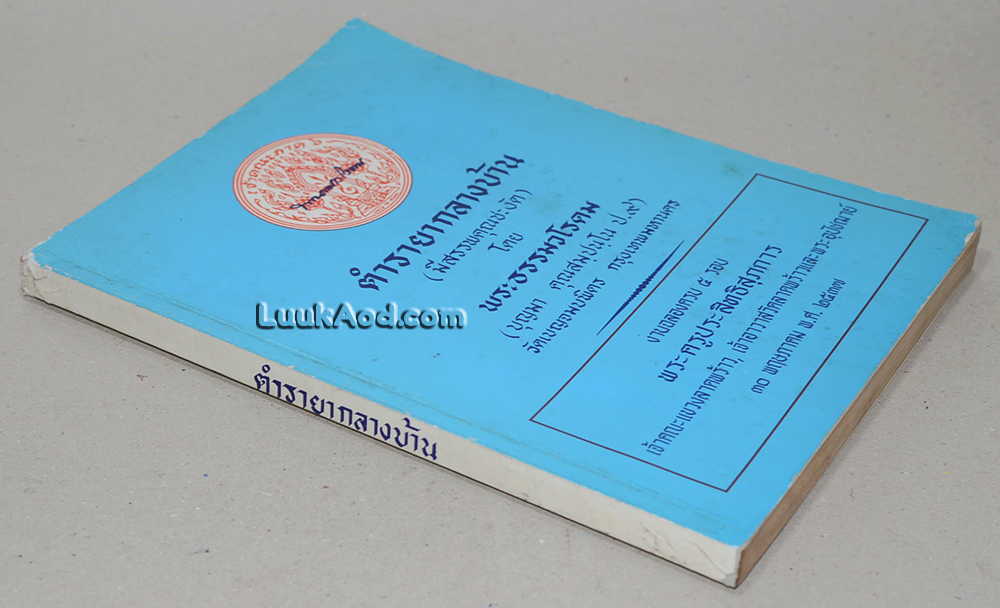 ตำรายากลางบ้าน
(มีสรรพคุณชะงัด)
โดย
พระธรรมวโรดม
(บุญมา คุณสมฺปนฺโน ป.๙)
วัดเบญจมบพิตร กรุงเทพมหานคร
งานฉลองครบ ๕ รอบ
พระครูประสิทธิสุรการ
เจ้าคณะแขวงลาดพร้าว, เจ้าอาวาสวัดลาดพร้าวและพระอุปัชฌาย์
๓๐ พฤษภาคม พ.ศ. ๒๕๓๗
ตำรายากลางบ้าน
LuukAod.com